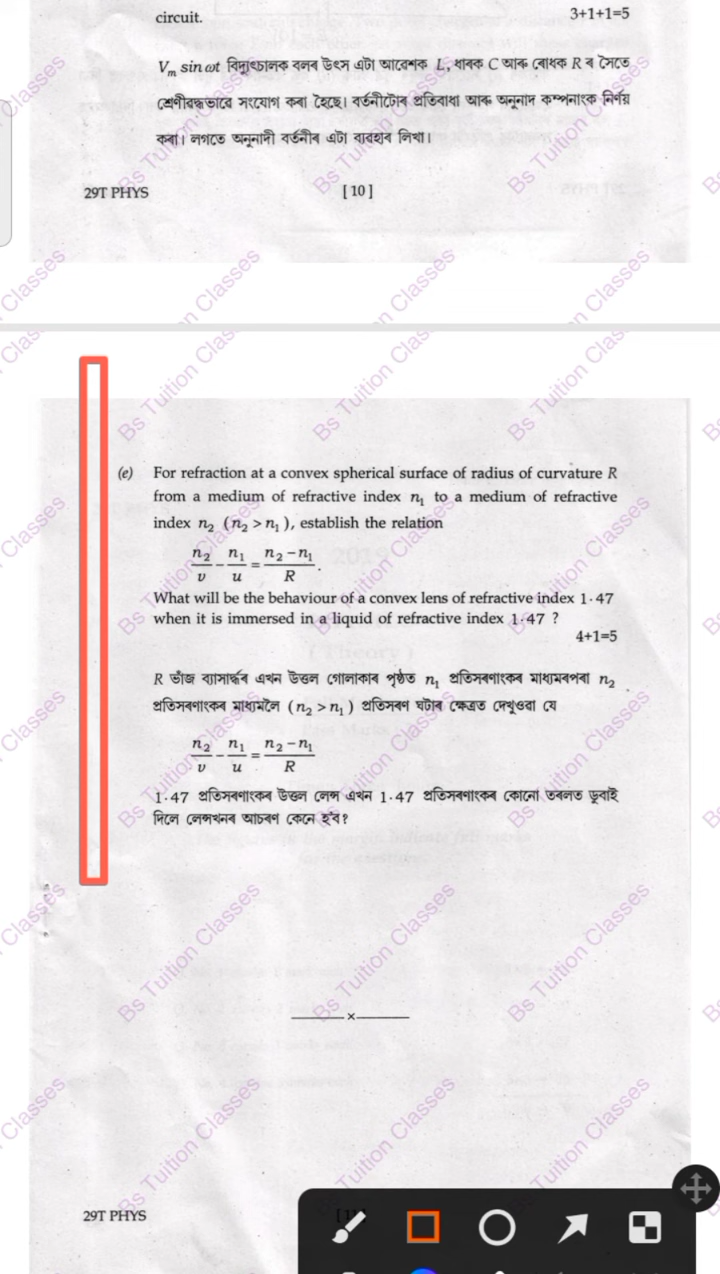 circuit.
3+1+1=5
V_m sin ωt বিদ্যুৎচালক বলৰ উৎস এটা আৱেশক L, ধাৰক C আৰু ৰোধক R ৰ সৈতে
শ্ৰেণীবদ্ধভাৱে সংযোগ কৰা হৈছে। বৰ্তনীটোৰ প্ৰতিবাধা আৰু অনুনাদ কম্পনাংক নিৰ্ণয়
কৰা। লগতে অনুনাদী বৰ্তনীৰ এটা ব্যৱহাৰ লিখা।
29T PHYS
[ 10 ]
(e) For refraction at a convex spherical surface of radius of curvature R
from a medium of refractive index n₁ to a medium of refractive
index n₂ (n₂ > n₁), establish the relation
n₂/v − n₁/u = (n₂ − n₁)/R .
What will be the behaviour of a convex lens of refractive index 1·47
when it is immersed in a liquid of refractive index 1·47 ?
4+1=5
R ভাঁজ ব্যাসাৰ্দ্ধৰ এখন উত্তল গোলাকাৰ পৃষ্ঠত n₁ প্ৰতিসৰণাংকৰ মাধ্যমৰপৰা n₂
প্ৰতিসৰণাংকৰ মাধ্যমলৈ (n₂ > n₁) প্ৰতিসৰণ ঘটাৰ ক্ষেত্ৰত দেখুওৱা যে
n₂/v − n₁/u = (n₂ − n₁)/R
1·47 প্ৰতিসৰণাংকৰ উত্তল লেন্স এখন 1·47 প্ৰতিসৰণাংকৰ কোনো তৰলত ডুবাই
দিলে লেন্সখনৰ আচৰণ কেনে হ'ব?
×
29T PHYS
Bs Tuition Classes